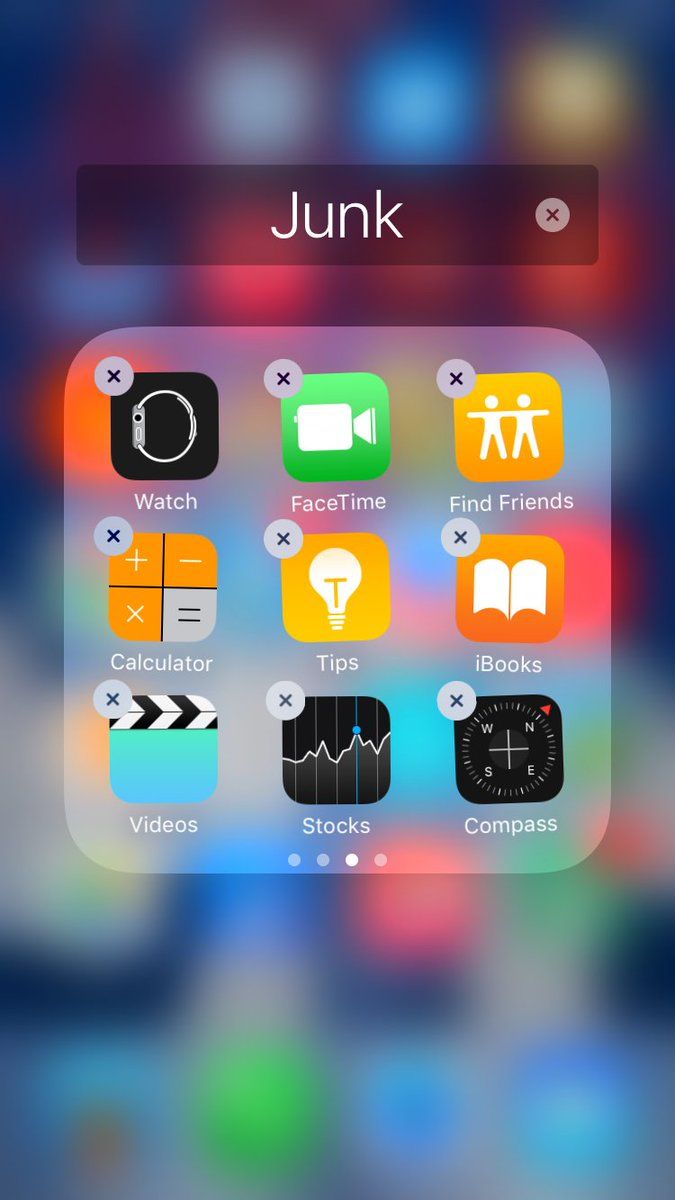 Junk
Watch
FaceTime
Find Friends
Calculator
Tips
iBooks
Videos
Stocks
Compass
W N
S E